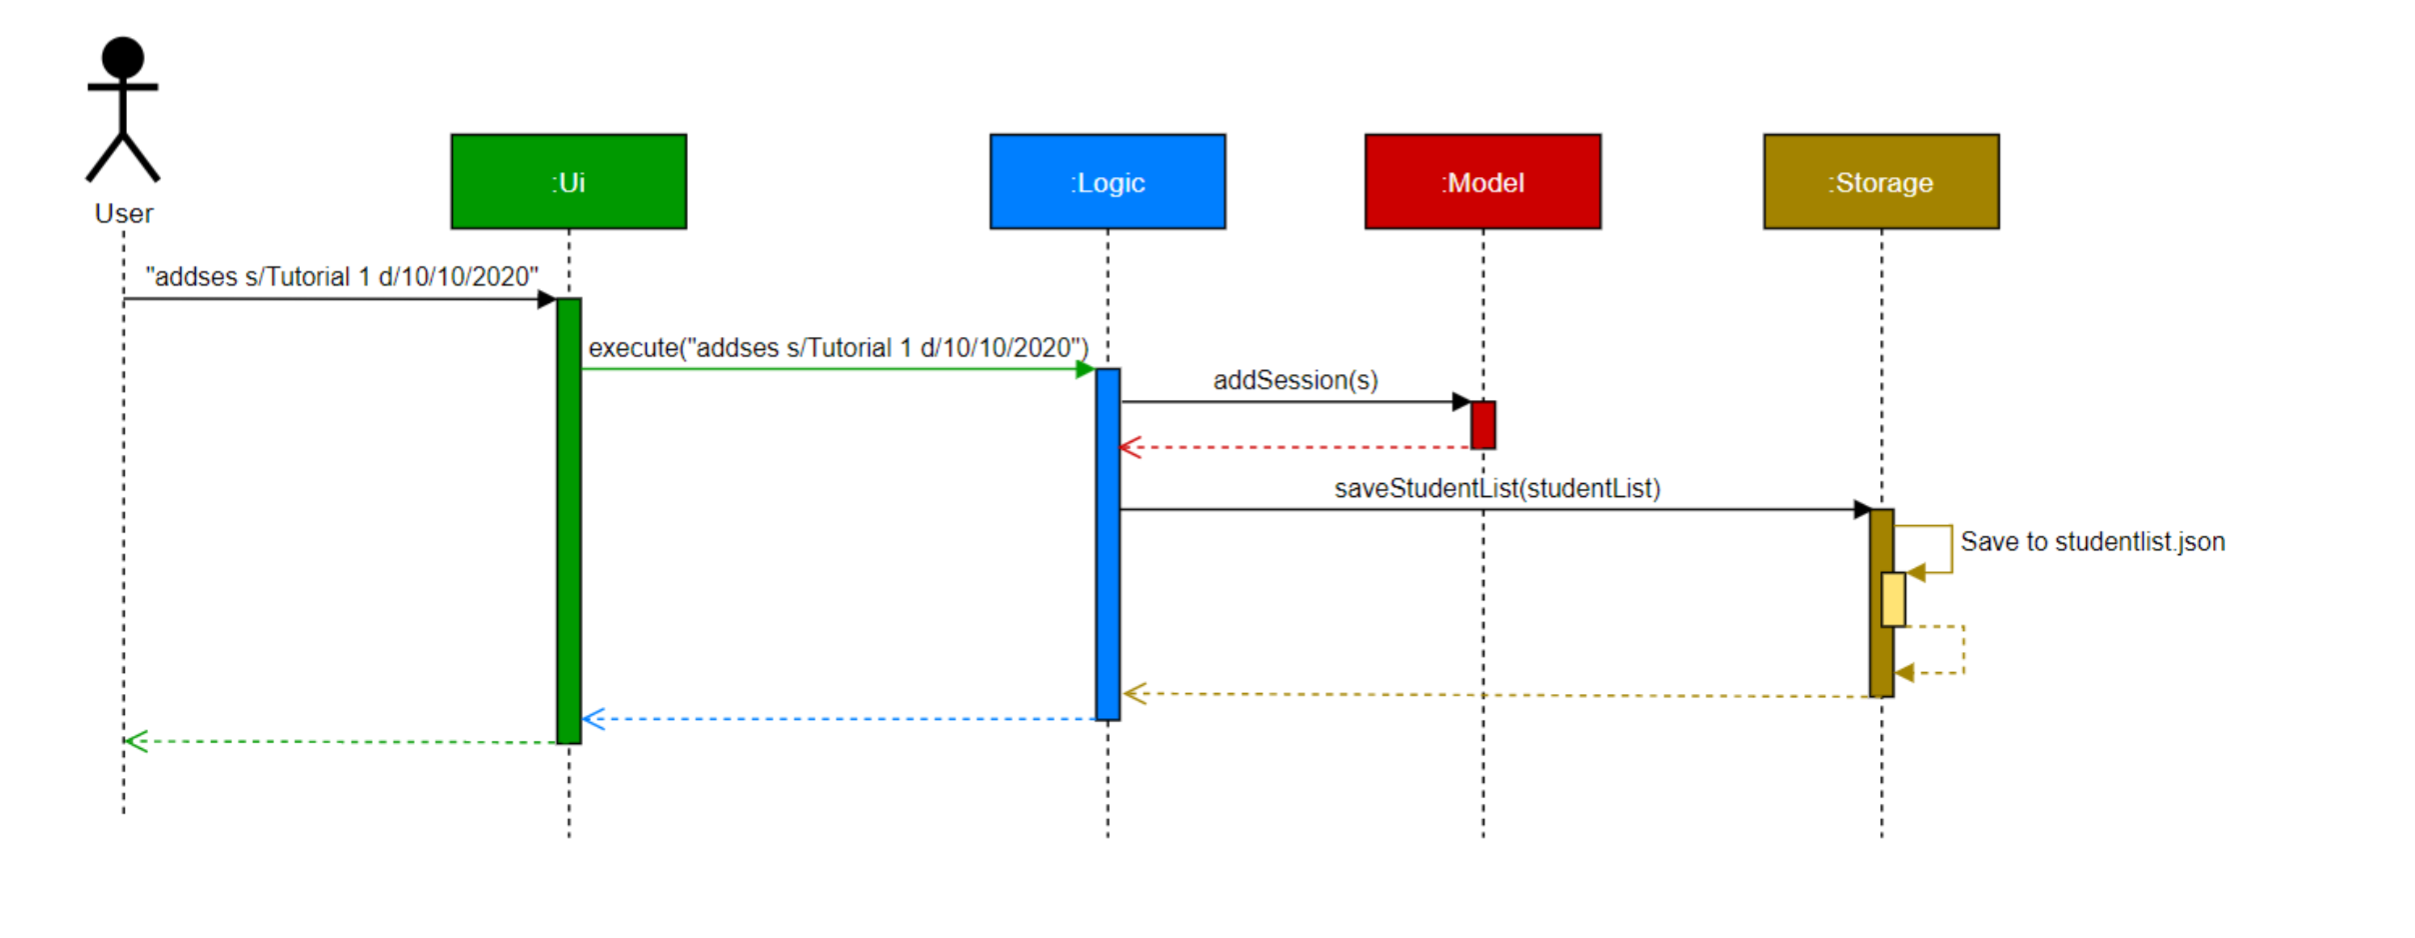 User
:Ui
:Logic
:Model
:Storage
"addses s/Tutorial 1 d/10/10/2020"
execute("addses s/Tutorial 1 d/10/10/2020")
addSession(s)
saveStudentList(studentList)
Save to studentlist.json